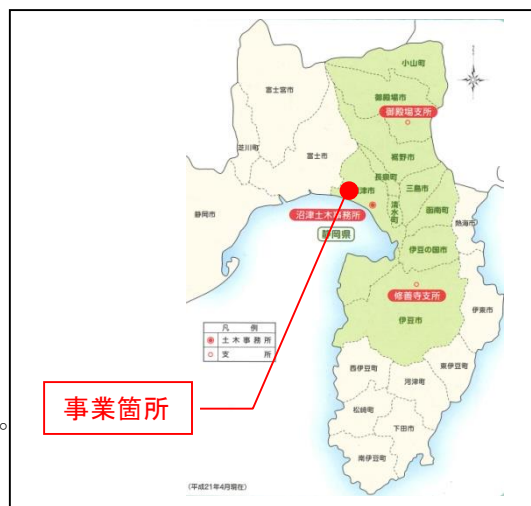 小山町
御殿場市
御殿場支所
富士宮市
裾野市
芝川町
富士市
長泉町
三島市
津市
清水町
函南町
静岡市
沼津土木事務所
熱海市
静岡県
伊豆の国市
修善寺支所
伊東市
伊豆市
凡 例
土木事務所
支 所
西伊豆町
東伊豆町
河津町
事業箇所
松崎町
下田市
南伊豆町
(平成21年4月現在)
。